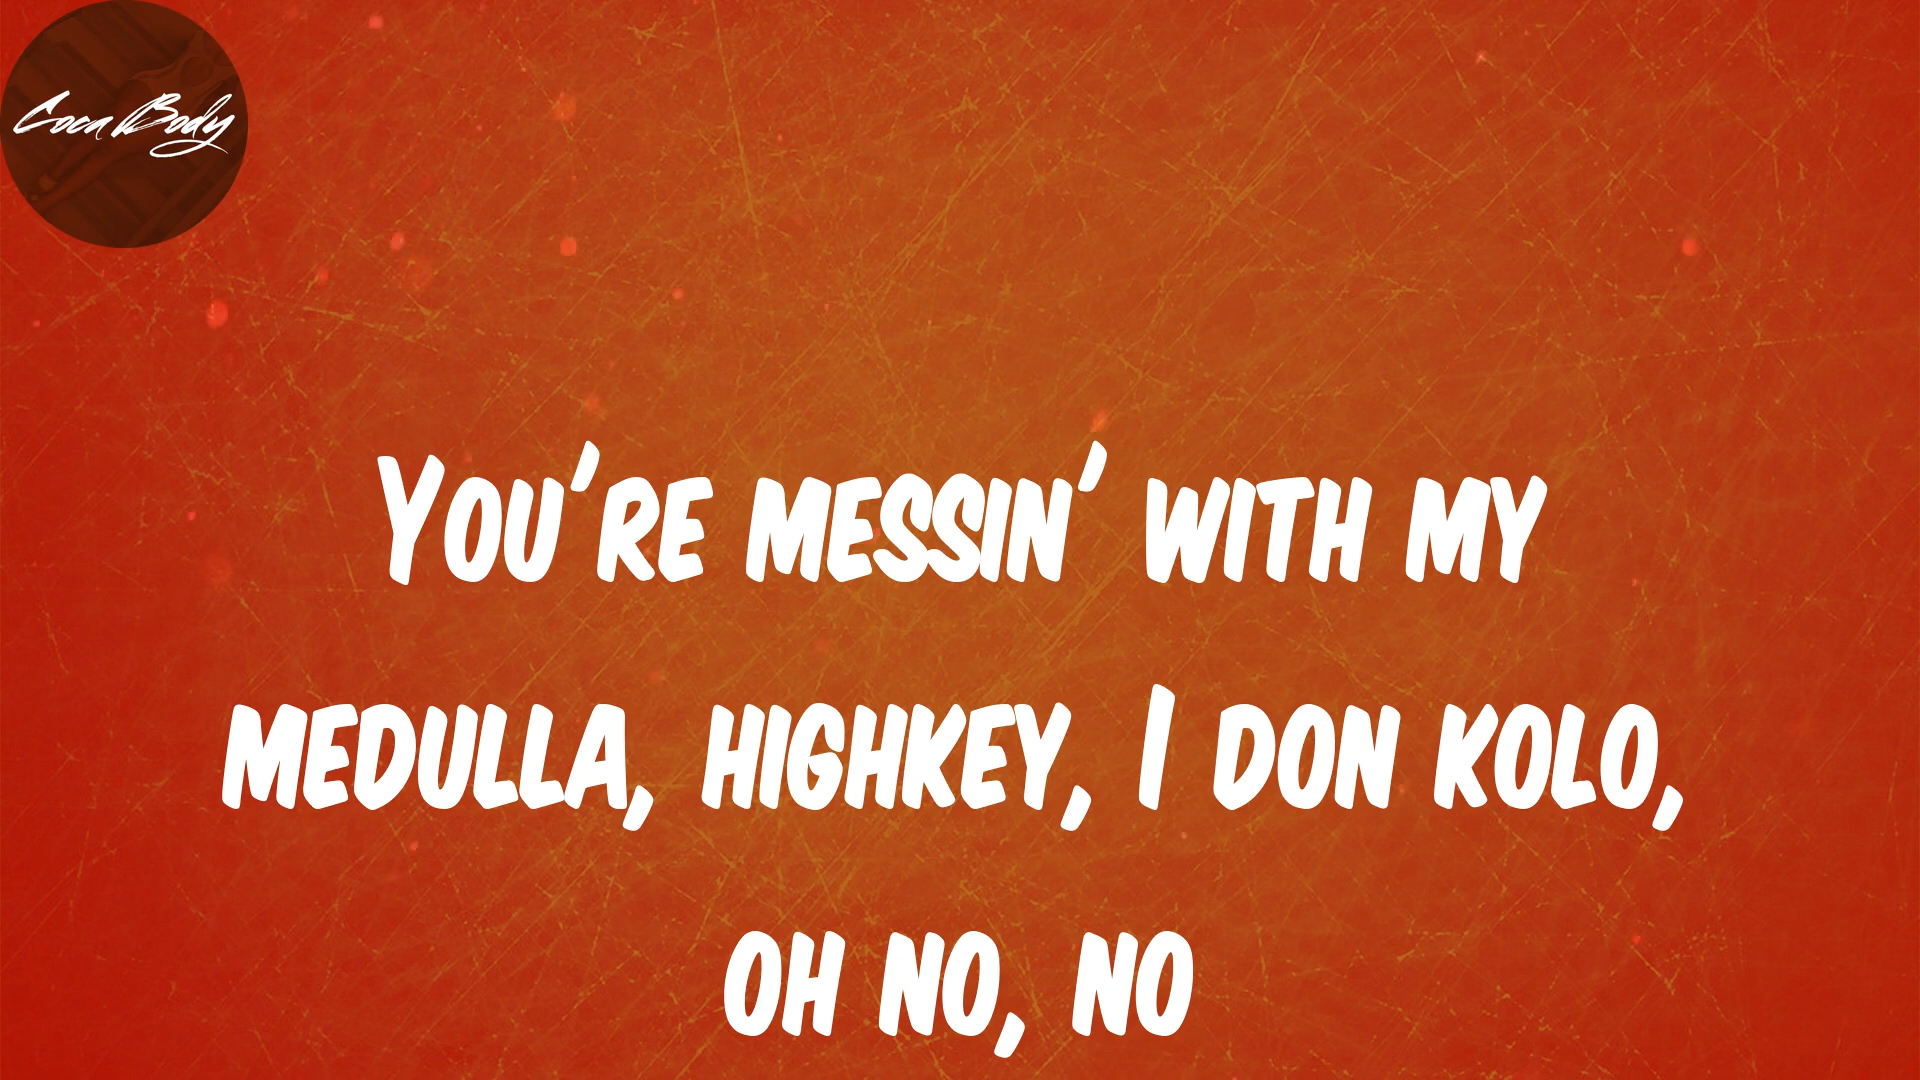 Coca Body
You're messin' with my
medulla, highkey, I don kolo,
oh no, no